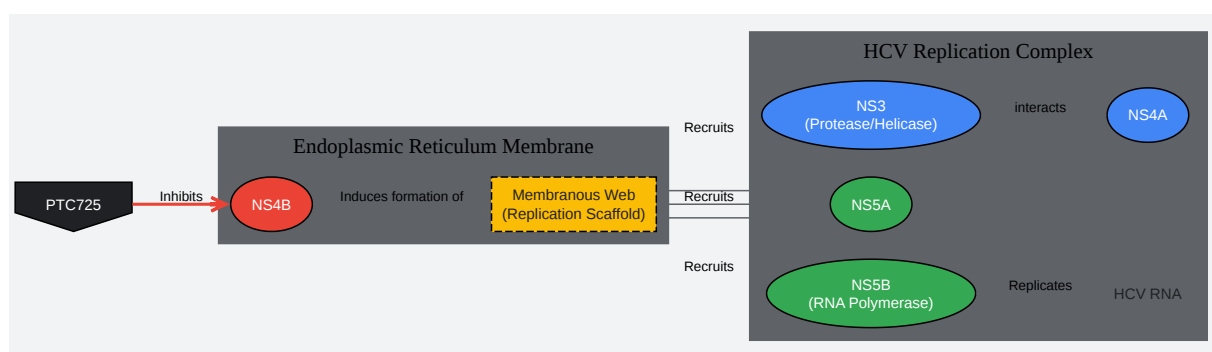 HCV Replication Complex
NS3
(Protease/Helicase)
interacts
NS4A
Recruits
Endoplasmic Reticulum Membrane
PTC725
Inhibits
NS4B
Induces formation of
Membranous Web
(Replication Scaffold)
Recruits
NS5A
Recruits
NS5B
(RNA Polymerase)
Replicates
HCV RNA